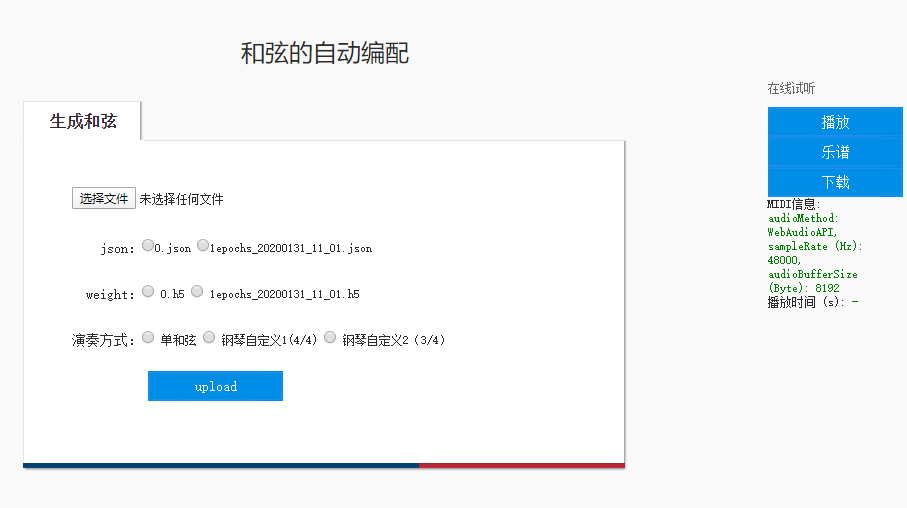 和弦的自动编配
生成和弦
选择文件 未选择任何文件
json: 0.json 1epochs_20200131_11_01.json
weight: 0.h5 1epochs_20200131_11_01.h5
演奏方式: 单和弦 钢琴自定义1(4/4) 钢琴自定义2（3/4）
upload
在线试听
播放
乐谱
下载
MIDI信息:
audioMethod:
WebAudioAPI,
sampleRate (Hz):
48000,
audioBufferSize
(Byte): 8192
播放时间 (s): -